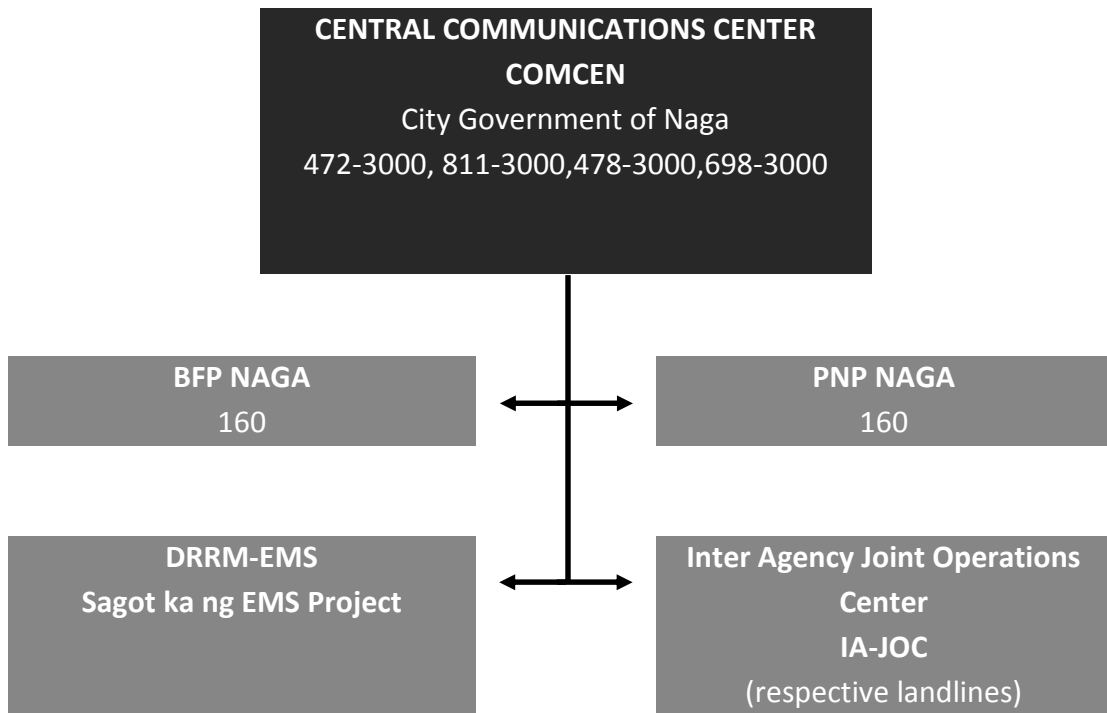 CENTRAL COMMUNICATIONS CENTER
COMCEN
City Government of Naga
472-3000, 811-3000,478-3000,698-3000
BFP NAGA
160
PNP NAGA
160
DRRM-EMS
Sagot ka ng EMS Project
Inter Agency Joint Operations
Center
IA-JOC
(respective landlines)